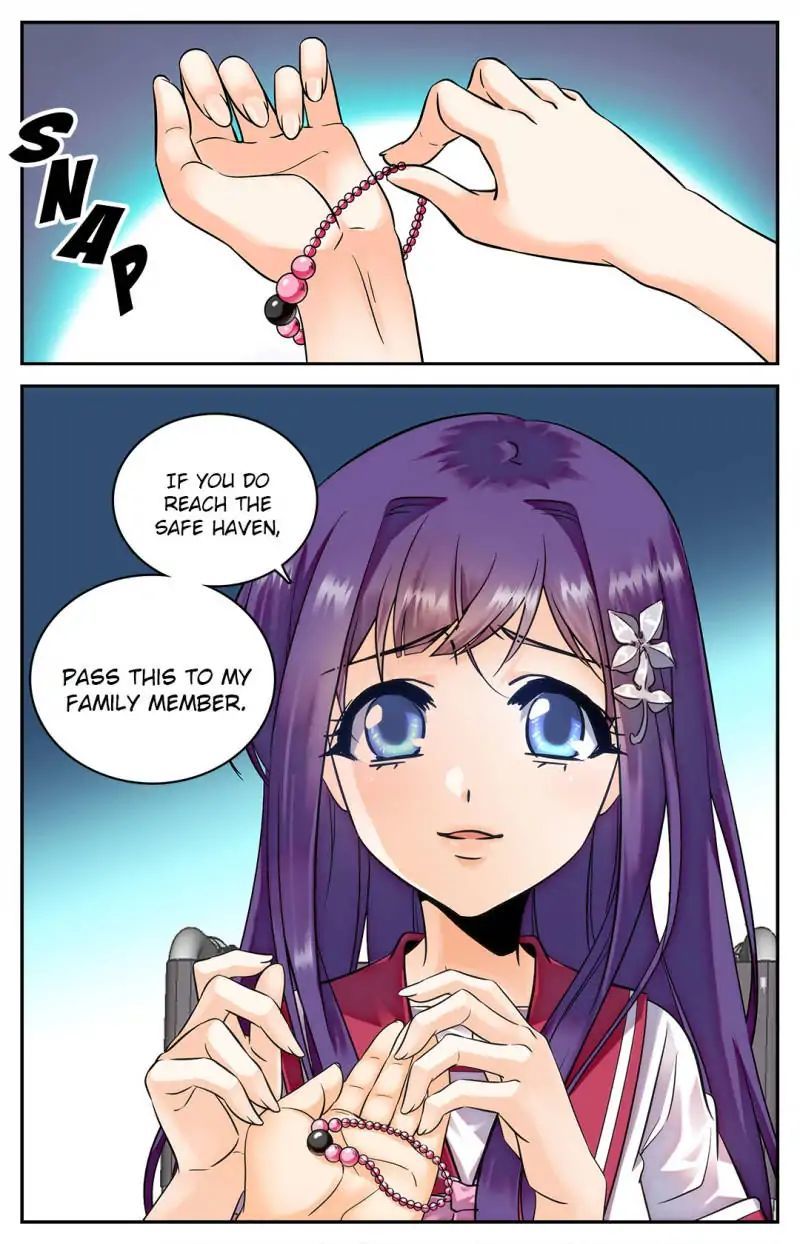 SNAP
IF YOU DO
REACH THE
SAFE HAVEN,
PASS THIS TO MY
FAMILY MEMBER.